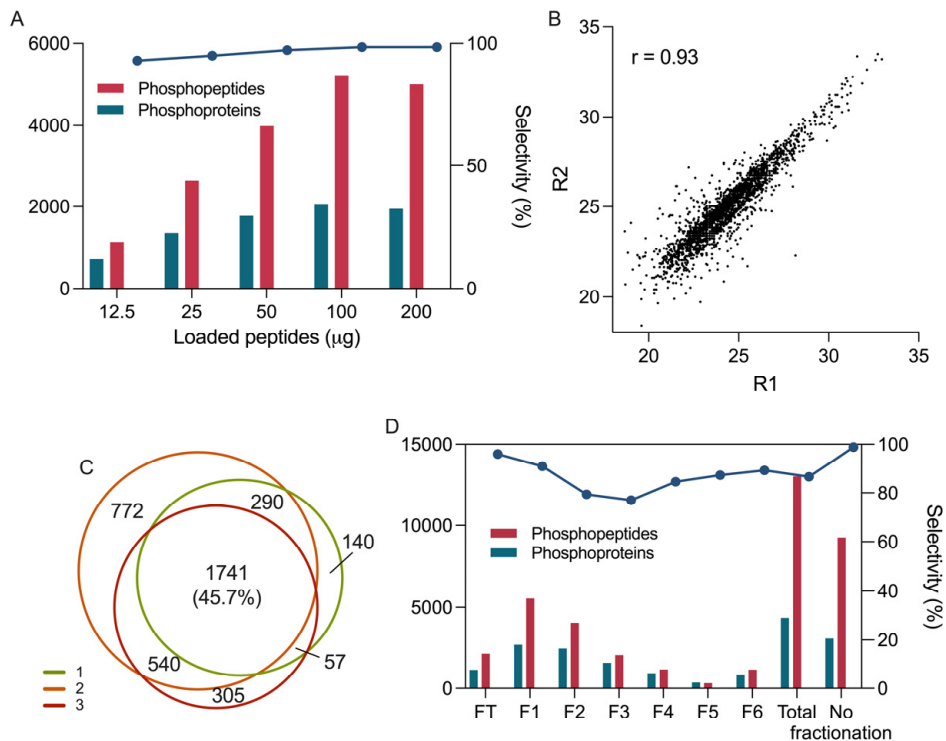 A
6000
4000
2000
0
100
50
0
Selectivity (%)
Phosphopeptides
Phosphoproteins
12.5 25 50 100 200
Loaded peptides (μg)
B
r = 0.93
35
30
25
20
R2
20 25 30 35
R1
C
772
290
140
1741
(45.7%)
57
540
305
1
2
3
D
15000
10000
5000
0
100
80
60
40
20
0
Selectivity (%)
Phosphopeptides
Phosphoproteins
FT F1 F2 F3 F4 F5 F6 Total No
fractionation